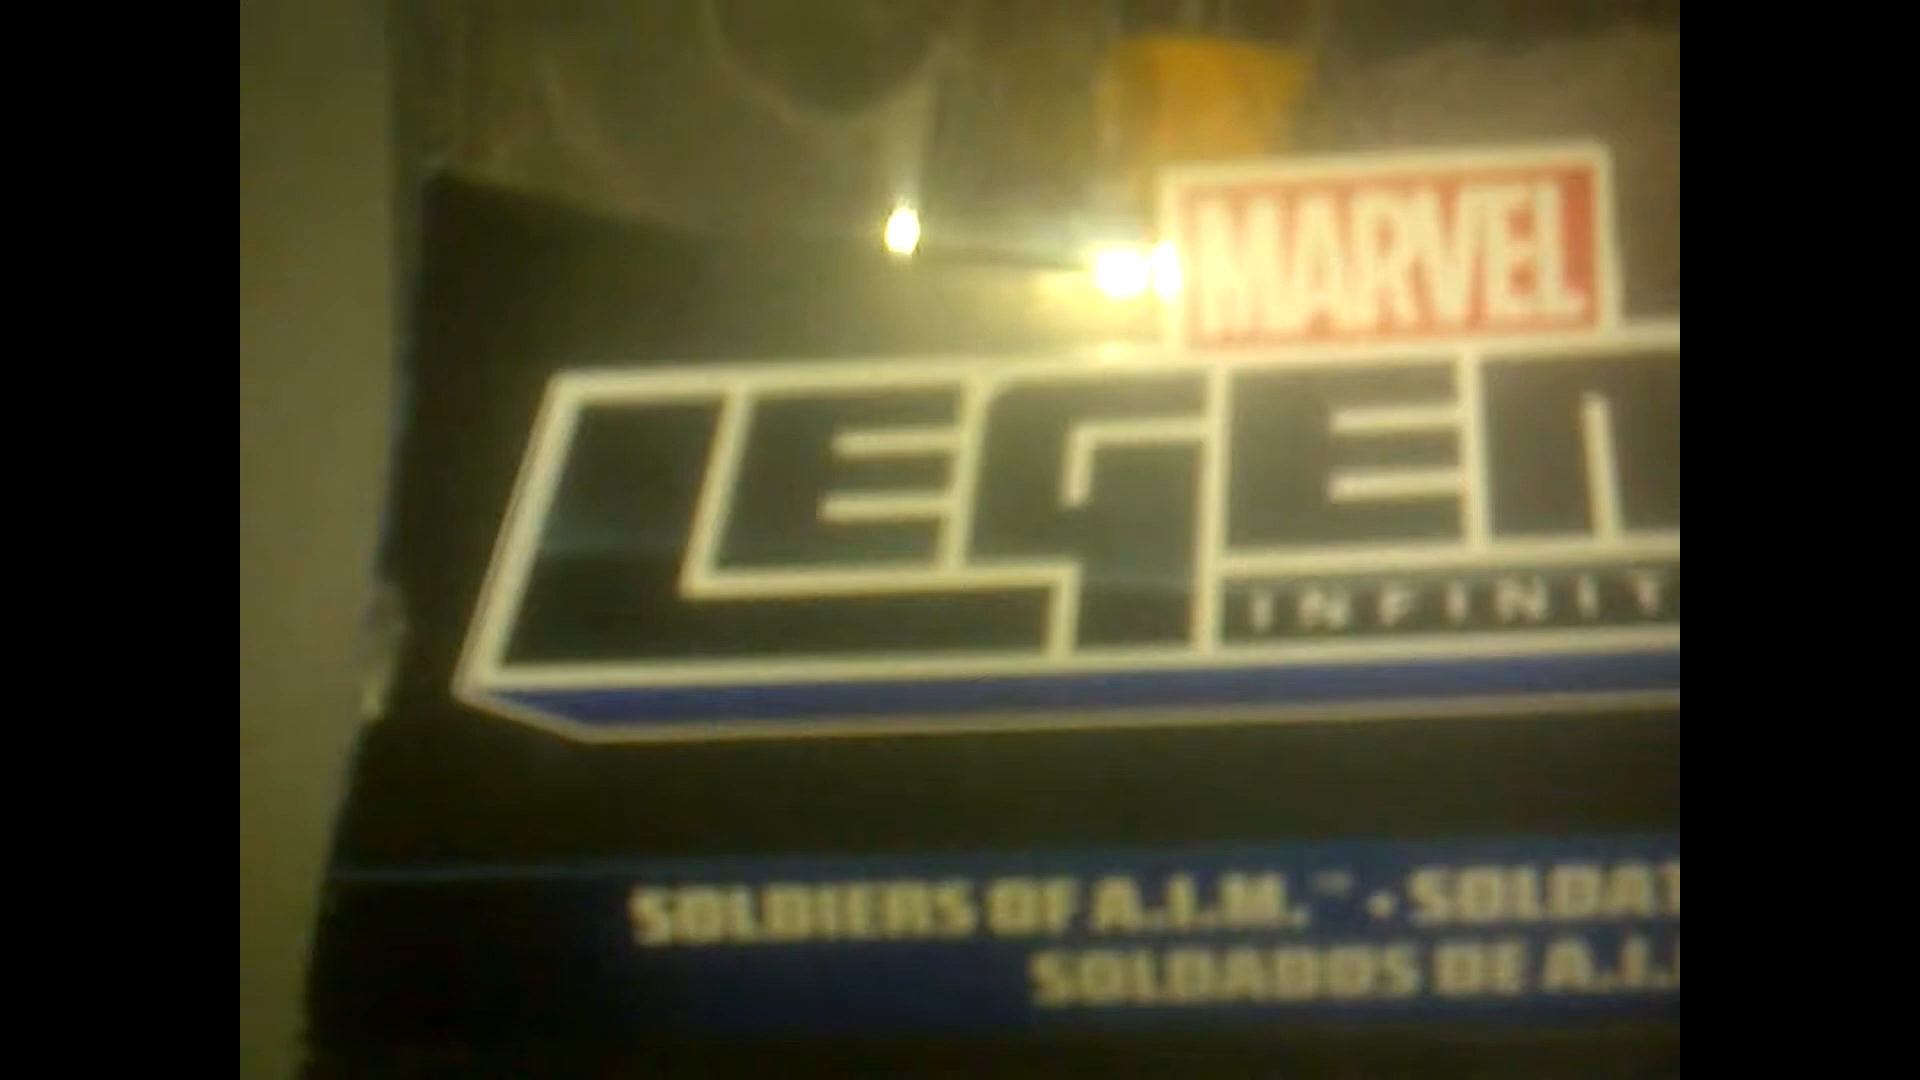 MARVEL
LEGEN
INFINIT
SOLDIERS OF A.I.M.™ • SOLDAT
SOLDADOS DE A.I.